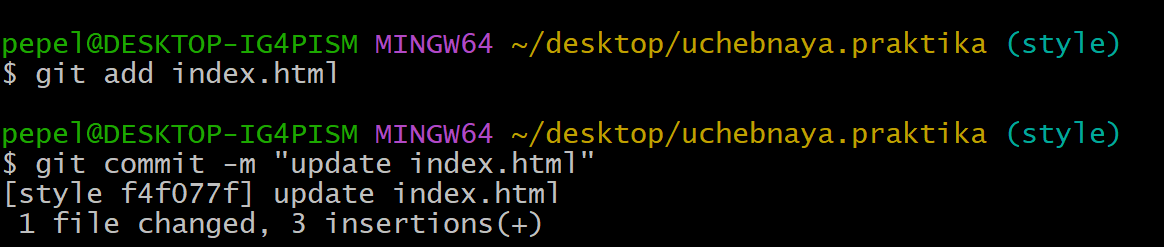 pepel@DESKTOP-IG4PISM MINGW64 ~/desktop/uchebnaya.praktika (style)
$ git add index.html
pepel@DESKTOP-IG4PISM MINGW64 ~/desktop/uchebnaya.praktika (style)
$ git commit -m "update index.html"
[style f4f077f] update index.html
 1 file changed, 3 insertions(+)